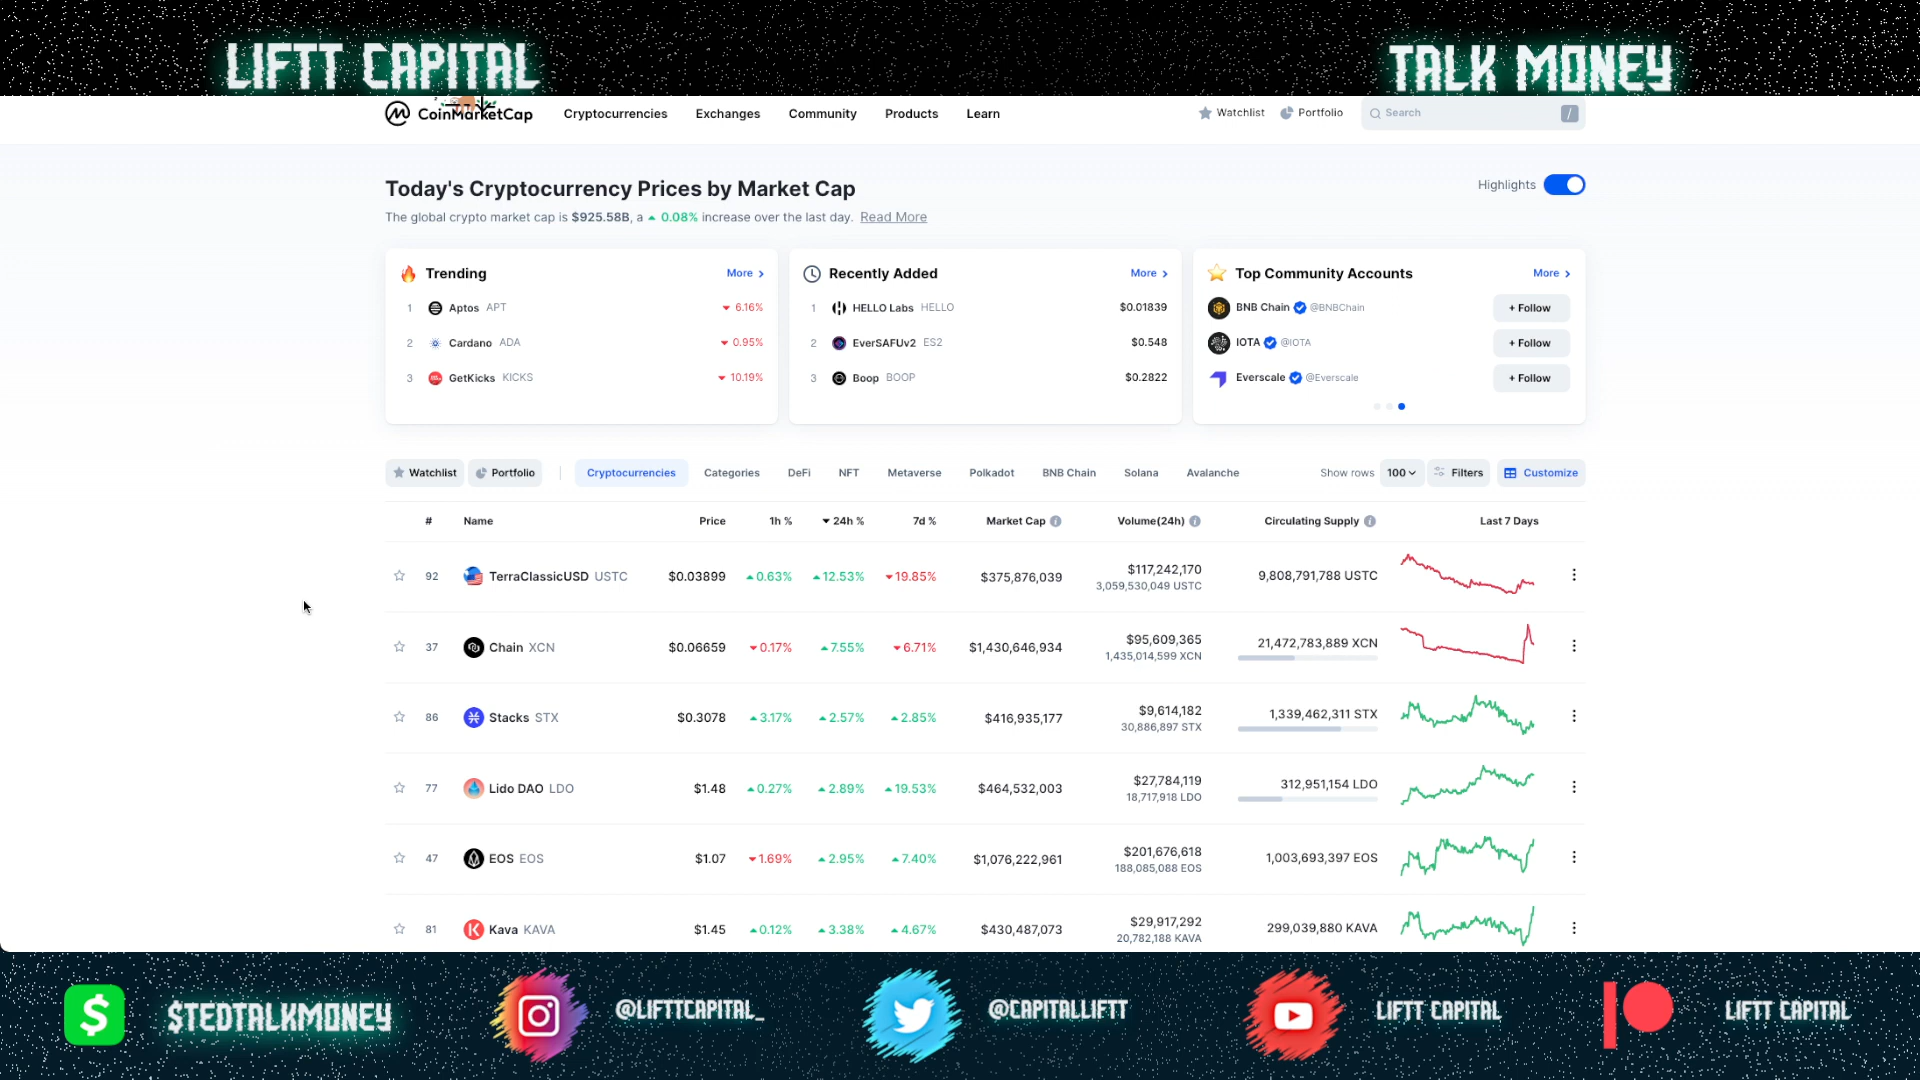 LIFTT CAPITAL
TALK MONEY
CoinMarketCap Cryptocurrencies Exchanges Community Products Learn Watchlist Portfolio Search /
Today's Cryptocurrency Prices by Market Cap Highlights
The global crypto market cap is $925.58B, a 0.08% increase over the last day. Read More
Trending More
1 Aptos APT 6.16%
2 Cardano ADA 0.95%
3 GetKicks KICKS 10.19%
Recently Added More
1 HELLO Labs HELLO $0.01839
2 EverSAFUv2 ES2 $0.548
3 Boop BOOP $0.2822
Top Community Accounts More
BNB Chain @BNBChain + Follow
IOTA @IOTA + Follow
Everscale @Everscale + Follow
Watchlist Portfolio Cryptocurrencies Categories DeFi NFT Metaverse Polkadot BNB Chain Solana Avalanche Show rows 100 Filters Customize
# Name Price 1h % 24h % 7d % Market Cap Volume(24h) Circulating Supply Last 7 Days
92 TerraClassicUSD USTC $0.03899 0.63% 12.53% 19.85% $375,876,039 $117,242,170 9,808,791,788 USTC
3,059,530,049 USTC
37 Chain XCN $0.06659 0.17% 7.55% 6.71% $1,430,646,934 $95,609,365 21,472,783,889 XCN
1,435,014,599 XCN
86 Stacks STX $0.3078 3.17% 2.57% 2.85% $416,935,177 $9,614,182 1,339,462,311 STX
30,886,897 STX
77 Lido DAO LDO $1.48 0.27% 2.89% 19.53% $464,532,003 $27,784,119 312,951,154 LDO
18,717,918 LDO
47 EOS EOS $1.07 1.69% 2.95% 7.40% $1,076,222,961 $201,676,618 1,003,693,397 EOS
188,085,088 EOS
81 Kava KAVA $1.45 0.12% 3.38% 4.67% $430,487,073 $29,917,292 299,039,880 KAVA
20,782,188 KAVA
$TEDTALKMONEY
@LIFTTCAPITAL_
@CAPITALLIFTT
LIFTT CAPITAL
LIFTT CAPITAL